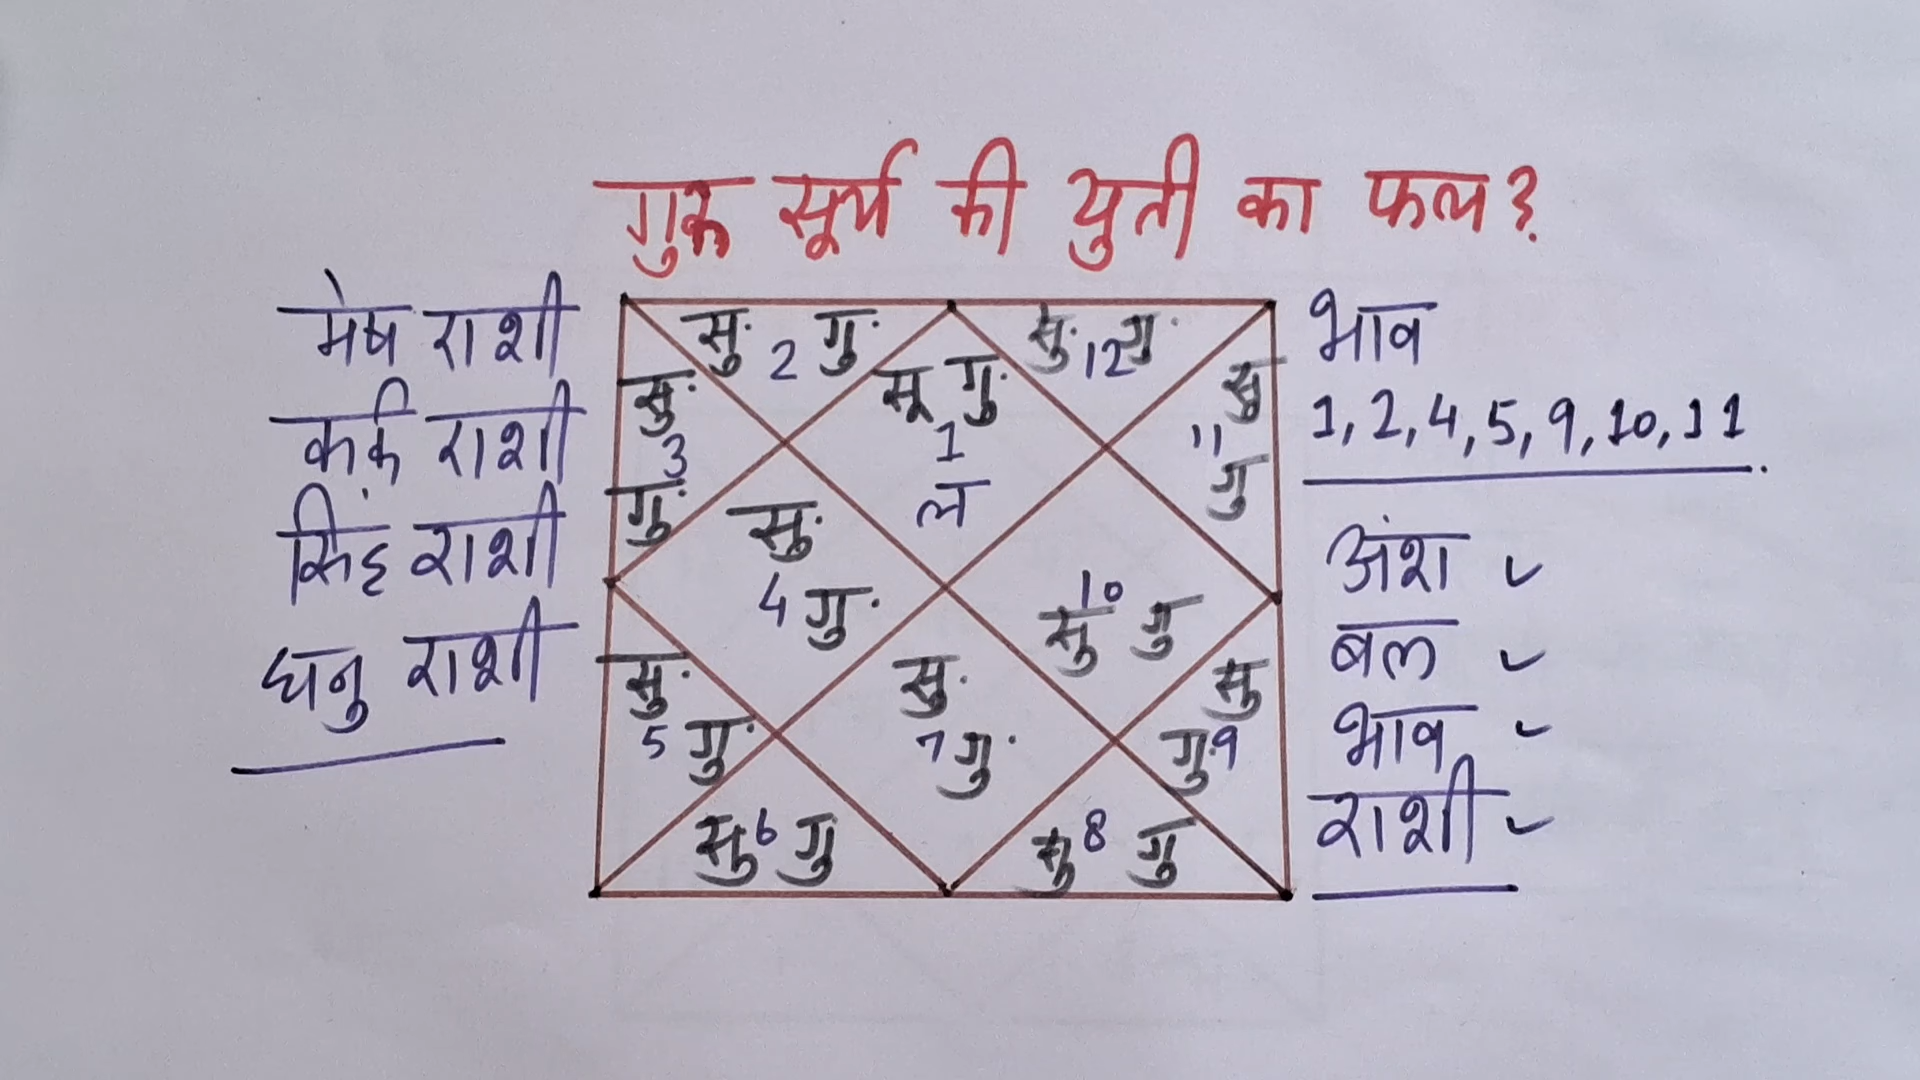 गुरू सूर्य की युती का फल?
मेष राशी
कर्क राशी
सिंह राशी
धनु राशी
सु. 2 गु.
सु. 12 गु.
सू गु.
1
ल
सु.
3
गु.
सु
11
गु
सु.
4 गु.
10
सु गु
सु.
5 गु.
सु.
7 गु.
सु
गु. 9
सु 6 गु
सु 8 गु
भाव
1, 2, 4, 5, 9, 10, 11
अंश ✓
बल ✓
भाव ✓
राशी ✓